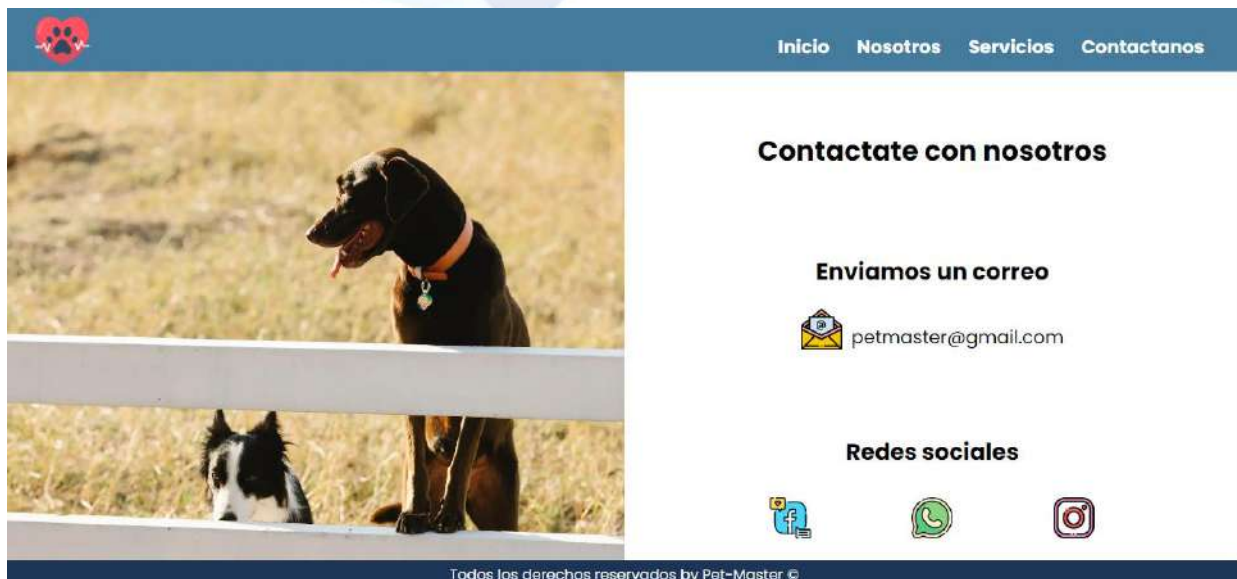 Inicio Nosotros Servicios Contactanos
Contactate con nosotros
Enviamos un correo
@
petmaster@gmail.com
Redes sociales
f
Todos los derechos reservados by Pet-Master ©